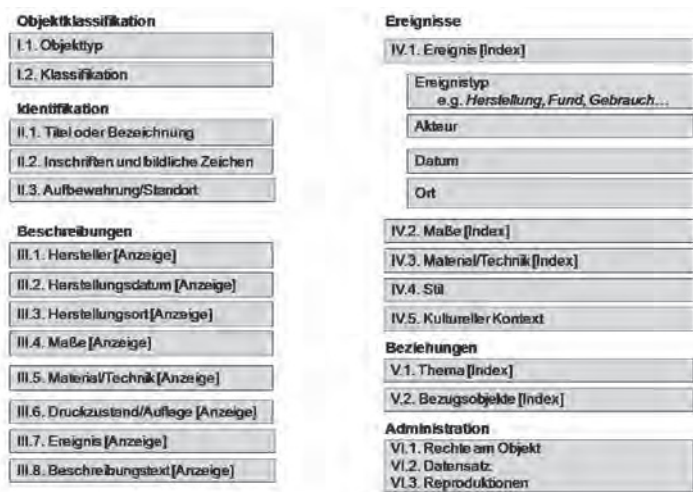 Objektklassifikation
I.1. Objekttyp
I.2. Klassifikation
Identifikation
II.1. Titel oder Bezeichnung
II.2. Inschriften und bildliche Zeichen
II.3. Aufbewahrung/Standort
Beschreibungen
III.1. Hersteller [Anzeige]
III.2. Herstellungsdatum [Anzeige]
III.3. Herstellungsort [Anzeige]
III.4. Maße [Anzeige]
III.5. Material/Technik [Anzeige]
III.6. Druckzustand/Auflage [Anzeige]
III.7. Ereignis [Anzeige]
III.8. Beschreibungstext [Anzeige]
Ereignisse
IV.1. Ereignis [Index]
Ereignistyp
e.g. Herstellung, Fund, Gebrauch...
Akteur
Datum
Ort
IV.2. Maße [Index]
IV.3. Material/Technik [Index]
IV.4. Stil
IV.5. Kultureller Kontext
Beziehungen
V.1. Thema [Index]
V.2. Bezugsobjekte [Index]
Administration
VI.1. Rechte am Objekt
VI.2. Datensatz
VI.3. Reproduktionen